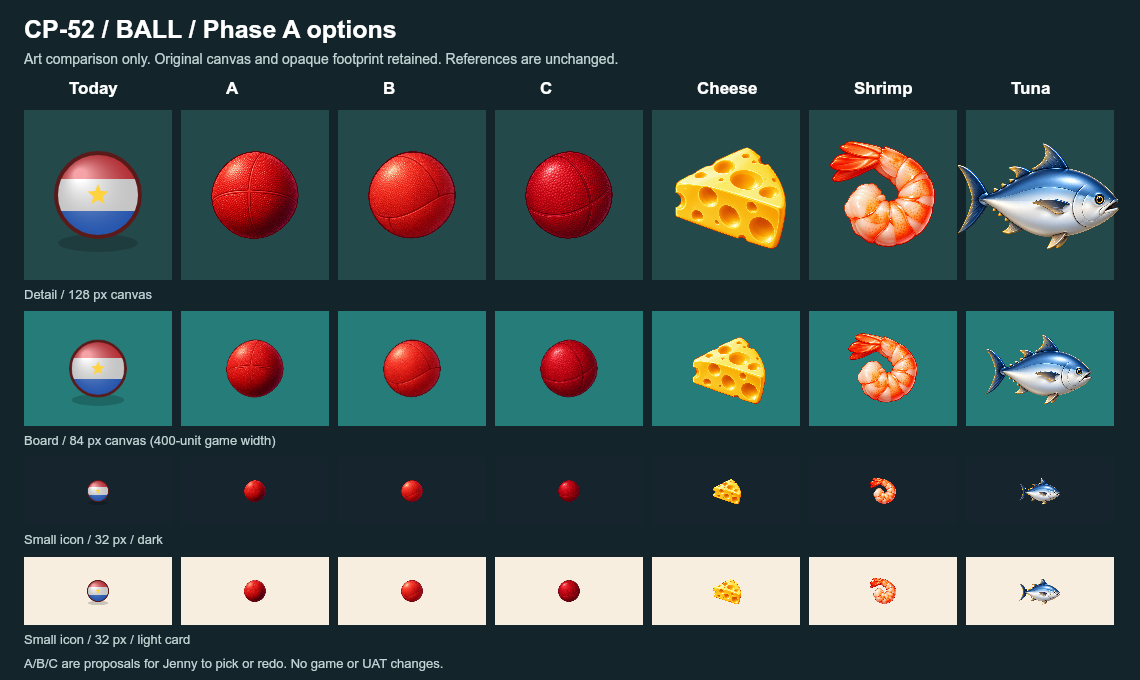 CP-52 / BALL / Phase A options
Art comparison only. Original canvas and opaque footprint retained. References are unchanged.
Today A B C Cheese Shrimp Tuna
Detail / 128 px canvas
Board / 84 px canvas (400-unit game width)
Small icon / 32 px / dark
Small icon / 32 px / light card
A/B/C are proposals for Jenny to pick or redo. No game or UAT changes.